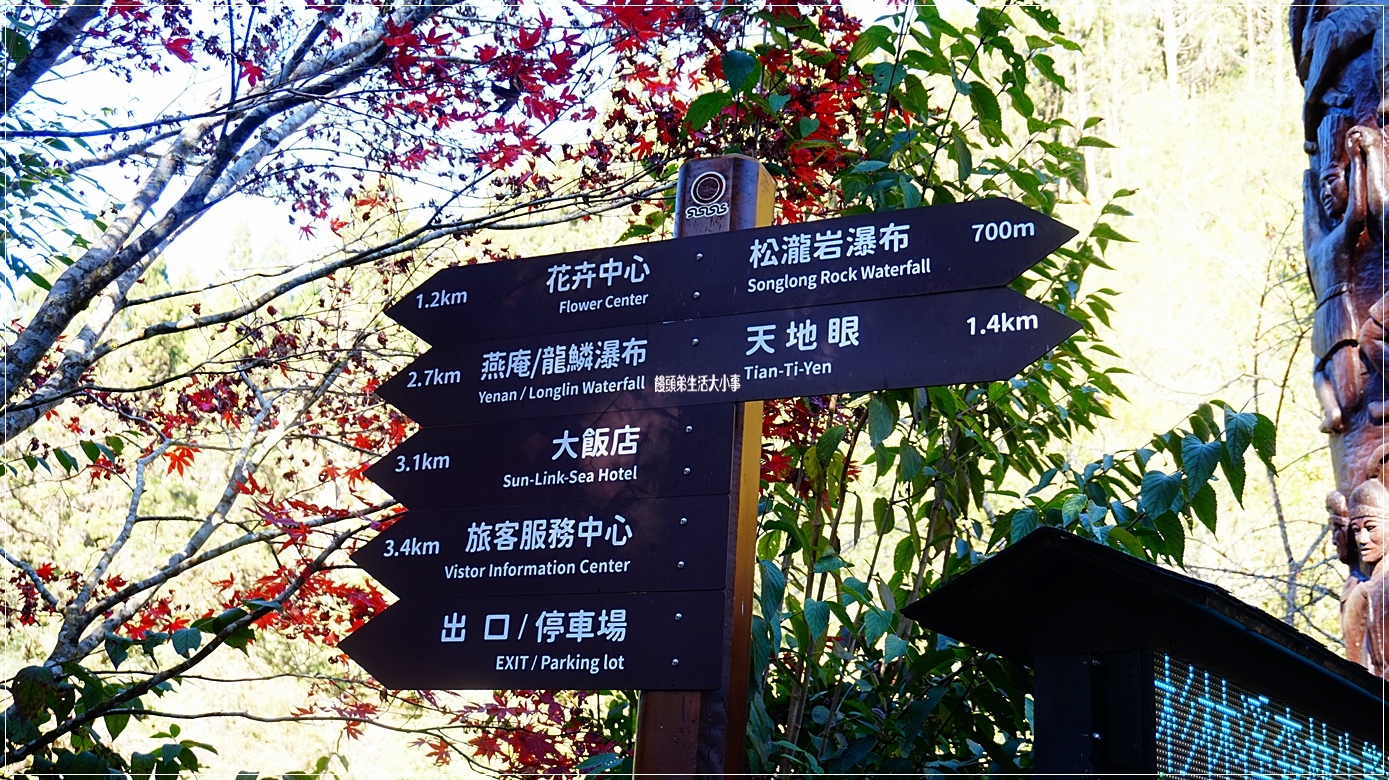 松瀧岩瀑布 700m
Songlong Rock Waterfall
天地眼 1.4km
Tian-Ti-Yen
1.2km 花卉中心
Flower Center
2.7km 燕庵/龍鱗瀑布
Yenan / Longlin Waterfall
饅頭弟生活大小事
3.1km 大飯店
Sun-Link-Sea Hotel
3.4km 旅客服務中心
Vistor Information Center
出口/停車場
EXIT / Parking lot